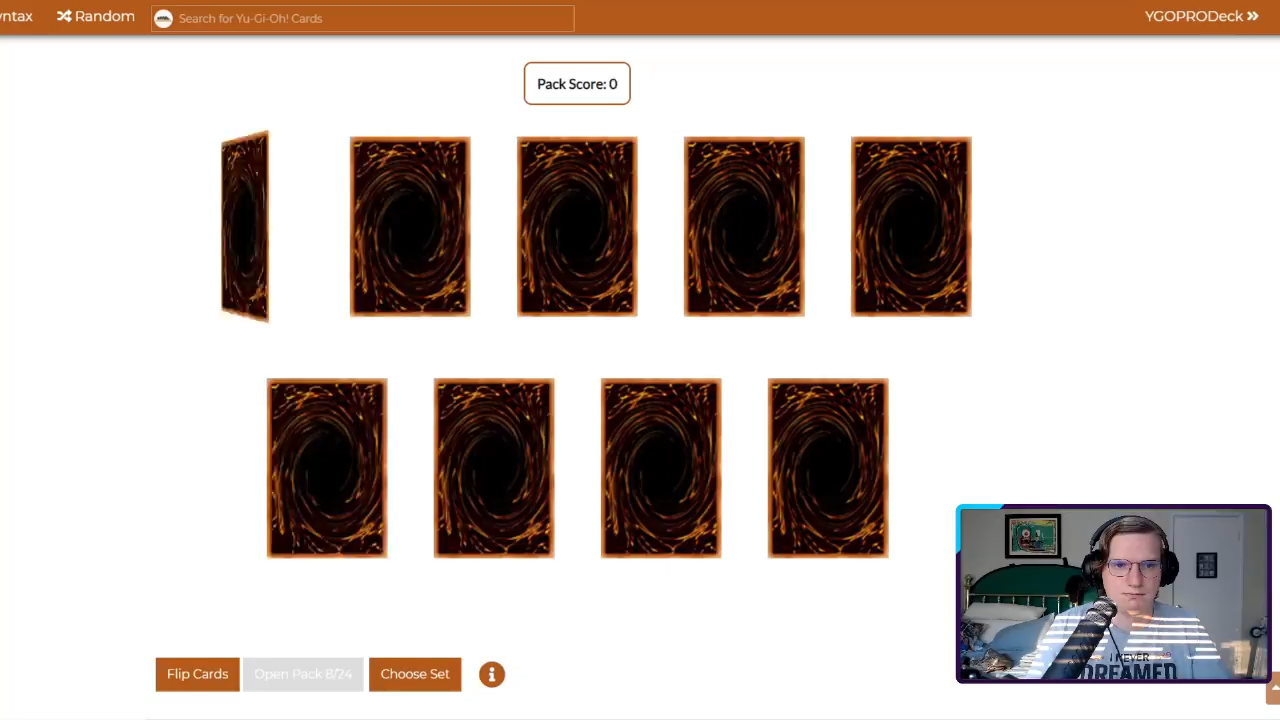 Random
Search for Yu-Gi-Oh! Cards
YGOPRODeck
Pack Score: 0
Flip Cards
Open Pack 8/24
Choose Set
I NEVER
DREAMED